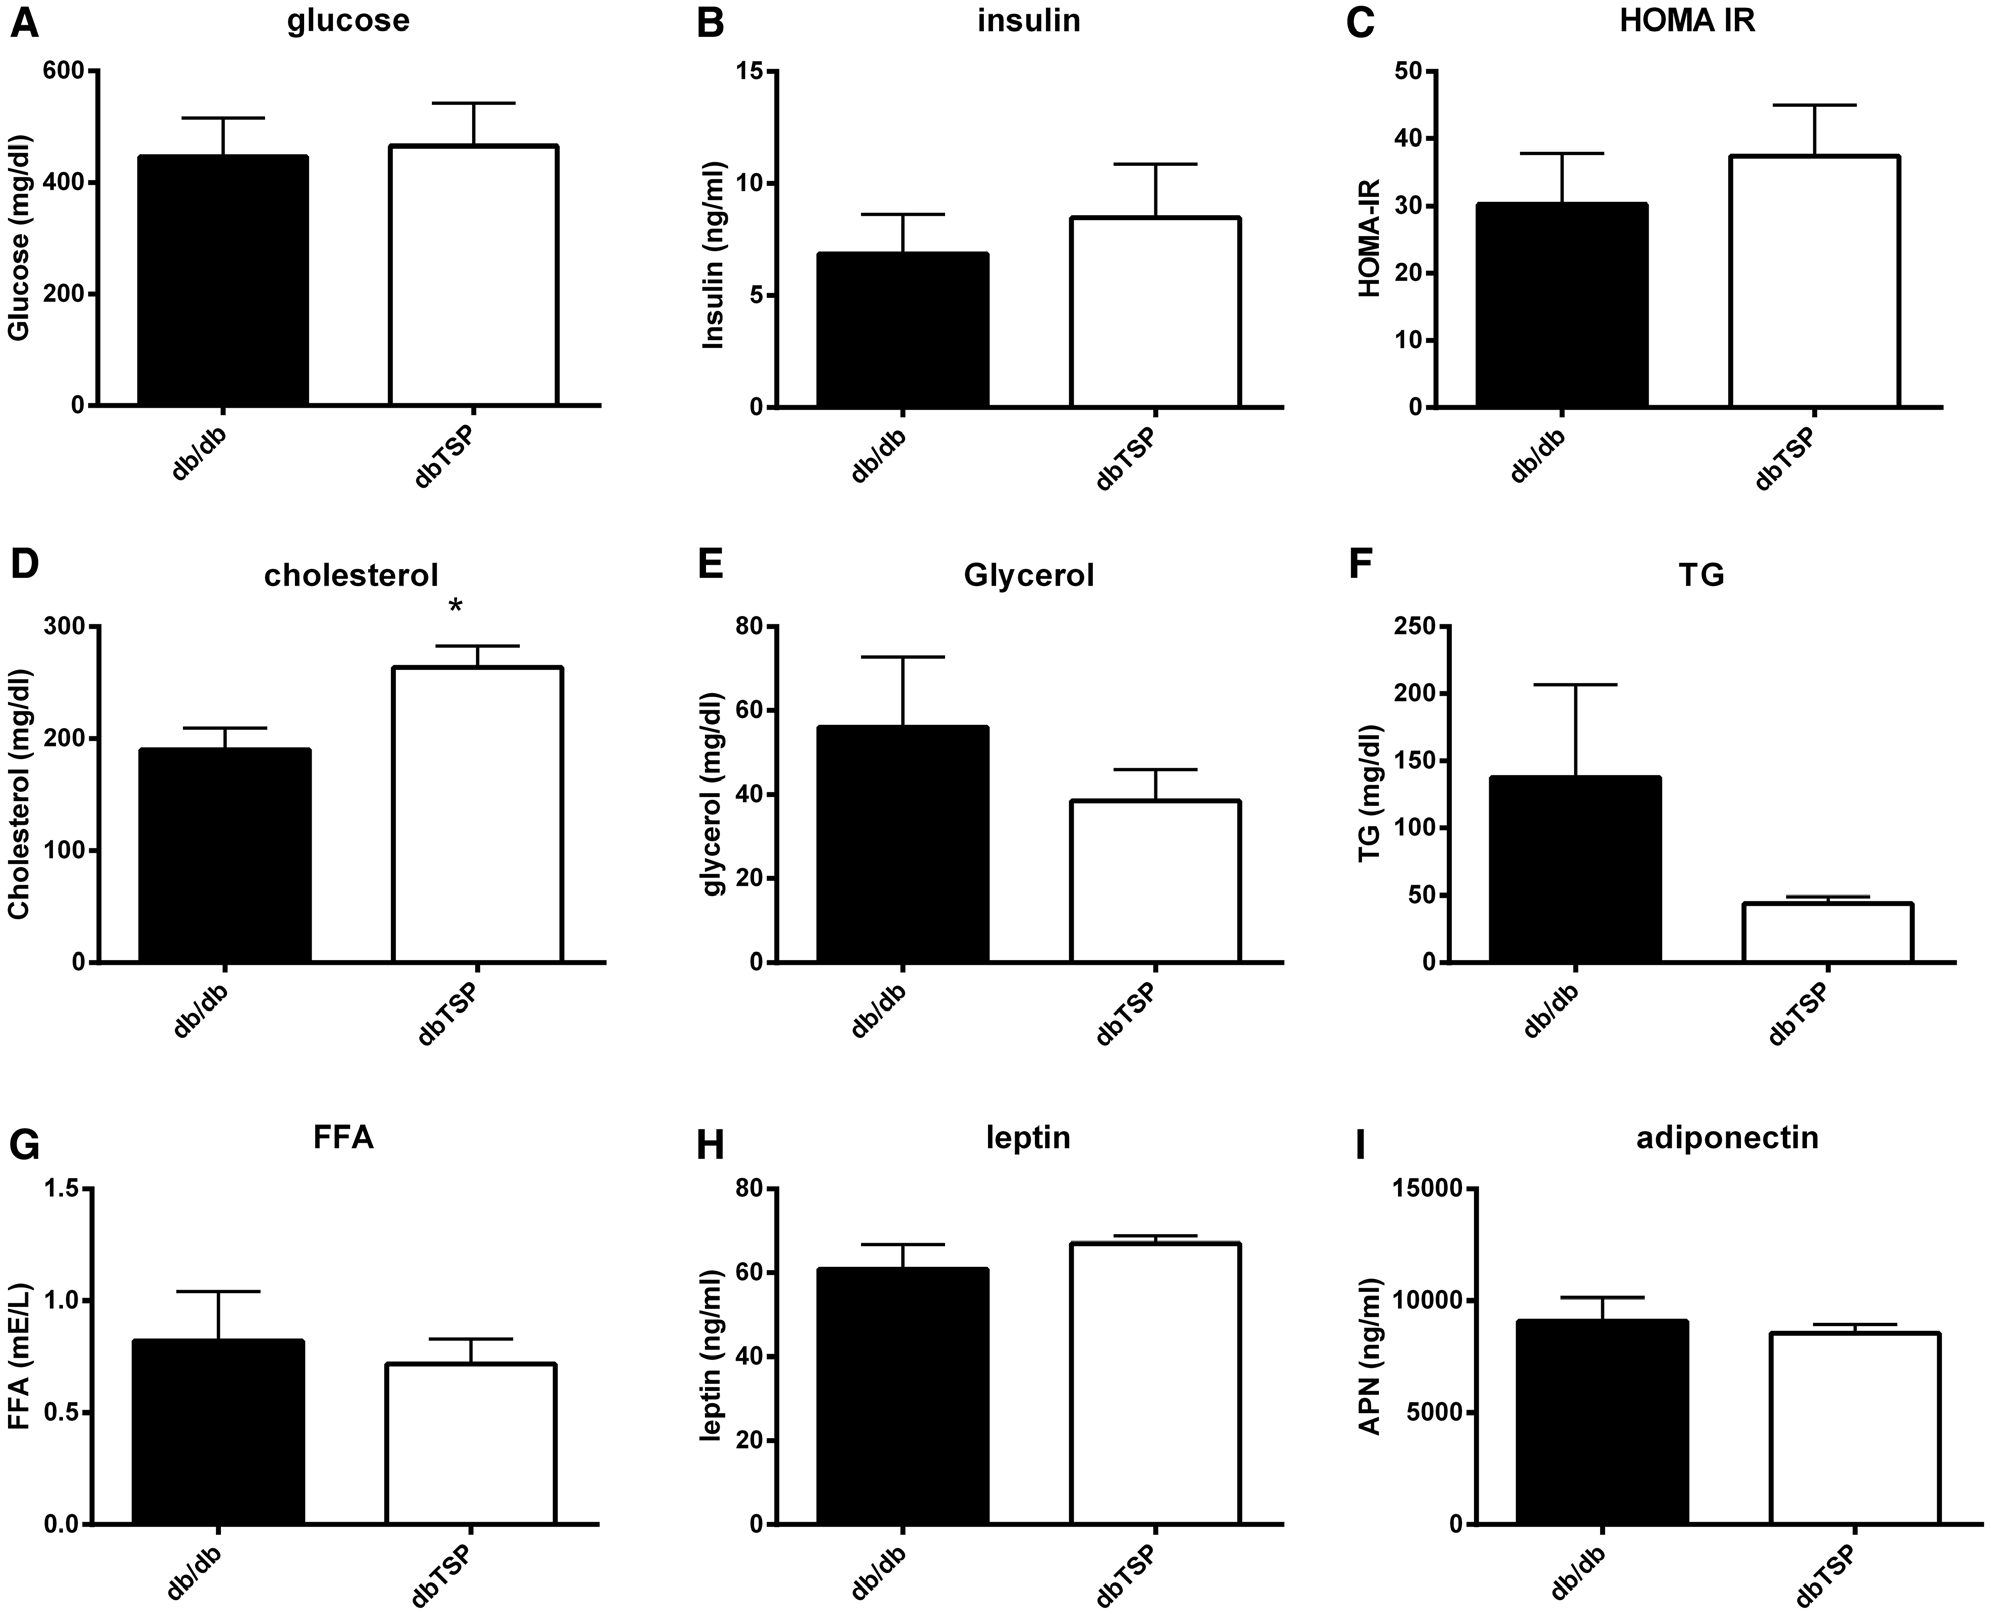 A glucose
Glucose (mg/dl)
600
400
200
0
db/db
dbTSP
B insulin
Insulin (ng/ml)
15
10
5
0
db/db
dbTSP
C HOMA IR
HOMA-IR
50
40
30
20
10
0
db/db
dbTSP
D cholesterol
*
Cholesterol (mg/dl)
300
200
100
0
db/db
dbTSP
E Glycerol
glycerol (mg/dl)
80
60
40
20
0
db/db
dbTSP
F TG
TG (mg/dl)
250
200
150
100
50
0
db/db
dbTSP
G FFA
FFA (mE/L)
1.5
1.0
0.5
0.0
db/db
dbTSP
H leptin
leptin (ng/ml)
80
60
40
20
0
db/db
dbTSP
I adiponectin
APN (ng/ml)
15000
10000
5000
0
db/db
dbTSP